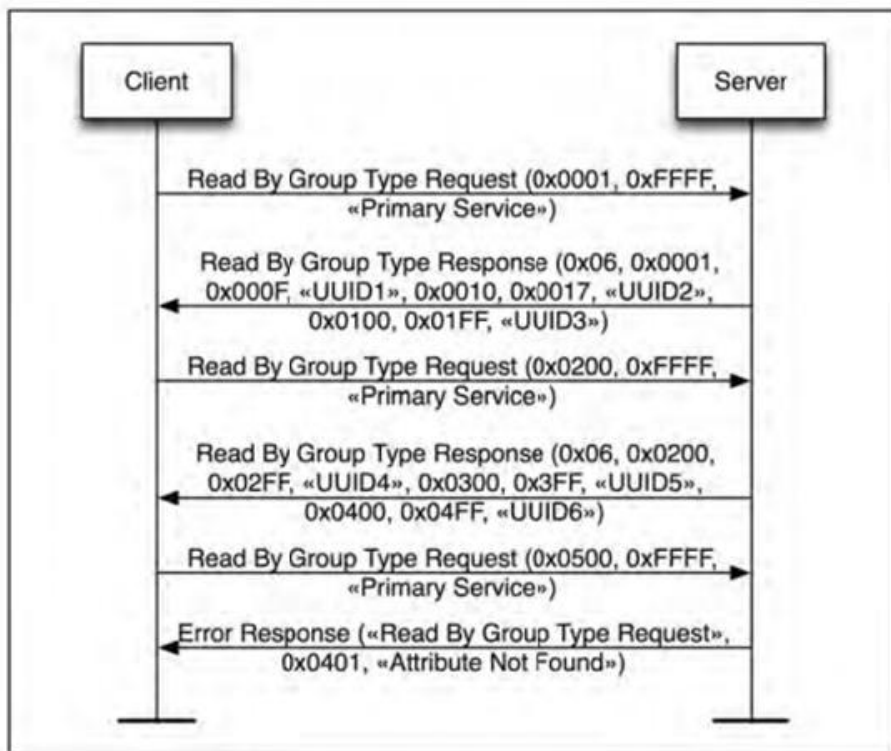 Client
Server
Read By Group Type Request (0x0001, 0xFFFF,
«Primary Service»)
Read By Group Type Response (0x06, 0x0001,
0x000F, «UUID1», 0x0010, 0x0017, «UUID2»,
0x0100, 0x01FF, «UUID3»)
Read By Group Type Request (0x0200, 0xFFFF,
«Primary Service»)
Read By Group Type Response (0x06, 0x0200,
0x02FF, «UUID4», 0x0300, 0x3FF, «UUID5»,
0x0400, 0x04FF, «UUID6»)
Read By Group Type Request (0x0500, 0xFFFF,
«Primary Service»)
Error Response («Read By Group Type Request»,
0x0401, «Attribute Not Found»)